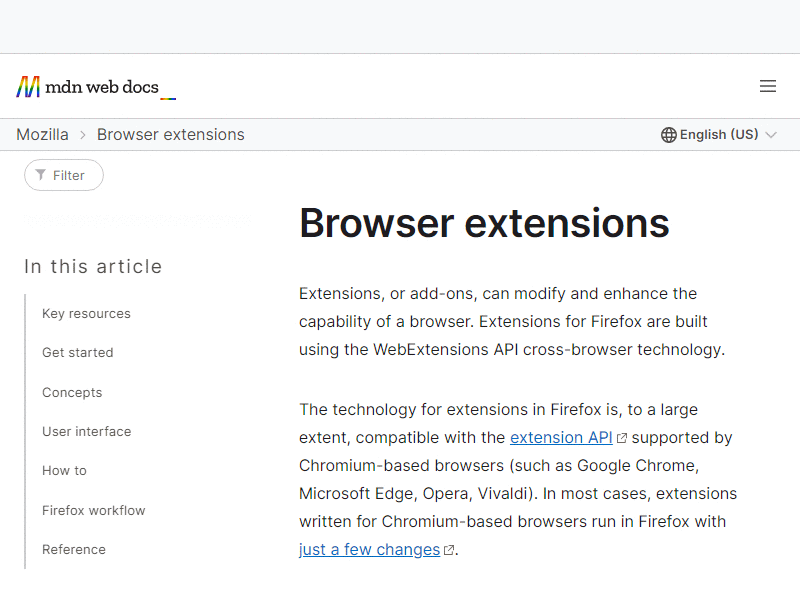 mdn web docs
Mozilla > Browser extensions
English (US)
Filter
In this article
Key resources
Get started
Concepts
User interface
How to
Firefox workflow
Reference
Browser extensions
Extensions, or add-ons, can modify and enhance the
capability of a browser. Extensions for Firefox are built
using the WebExtensions API cross-browser technology.
The technology for extensions in Firefox is, to a large
extent, compatible with the extension API supported by
Chromium-based browsers (such as Google Chrome,
Microsoft Edge, Opera, Vivaldi). In most cases, extensions
written for Chromium-based browsers run in Firefox with
just a few changes.